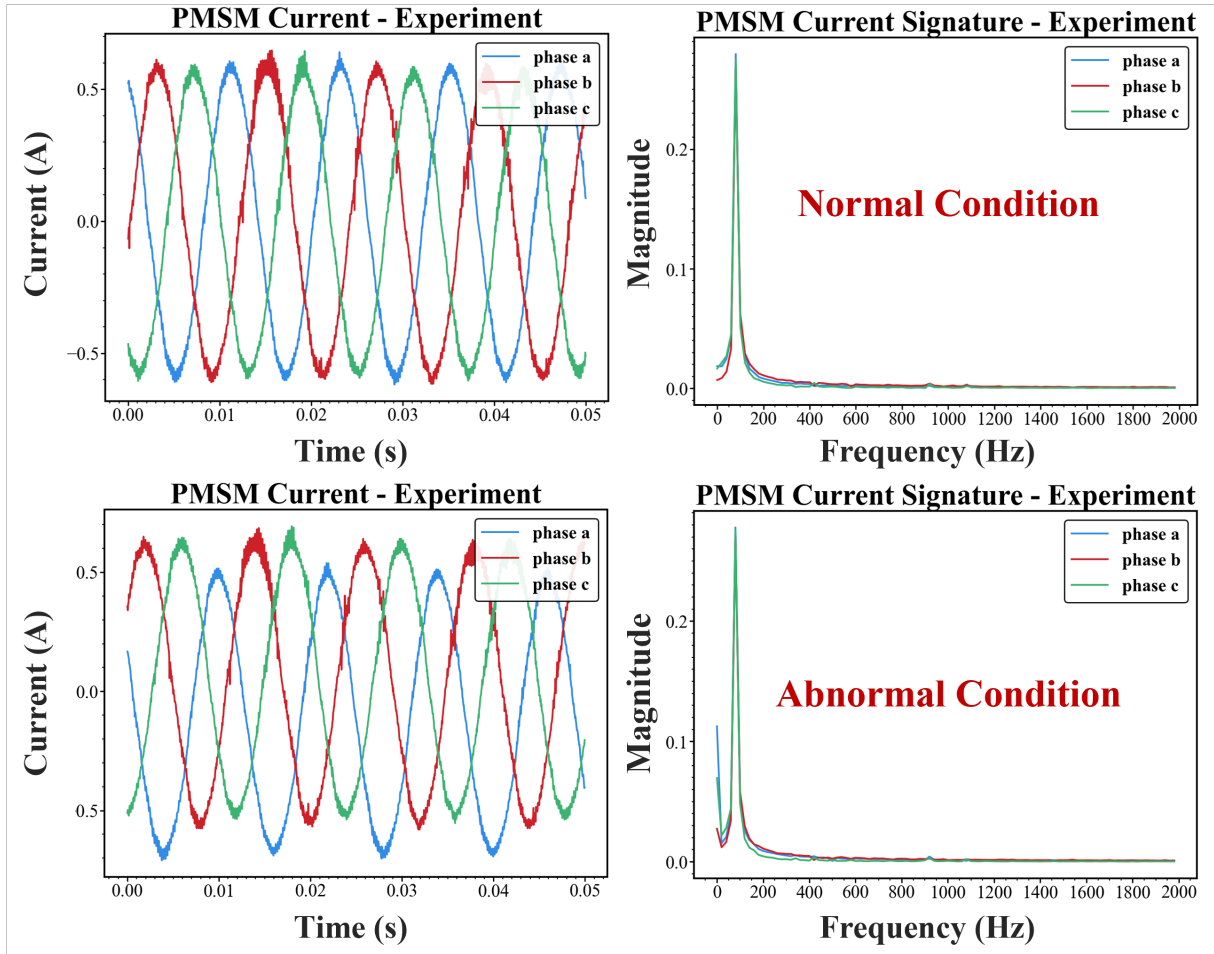 PMSM Current - Experiment
0.5
0.0
−0.5
Current (A)
0.00
0.01
0.02
0.03
0.04
0.05
Time (s)
phase a
phase b
phase c
PMSM Current Signature - Experiment
0.2
0.1
0.0
Magnitude
0
200
400
600
800
1000
1200
1400
1600
1800
2000
Frequency (Hz)
phase a
phase b
phase c
Normal Condition
PMSM Current - Experiment
0.5
0.0
0.5
Current (A)
0.00
0.01
0.02
0.03
0.04
0.05
Time (s)
phase a
phase b
phase c
PMSM Current Signature - Experiment
0.2
0.1
0.0
Magnitude
0
200
400
600
800
1000
1200
1400
1600
1800
2000
Frequency (Hz)
phase a
phase b
phase c
Abnormal Condition